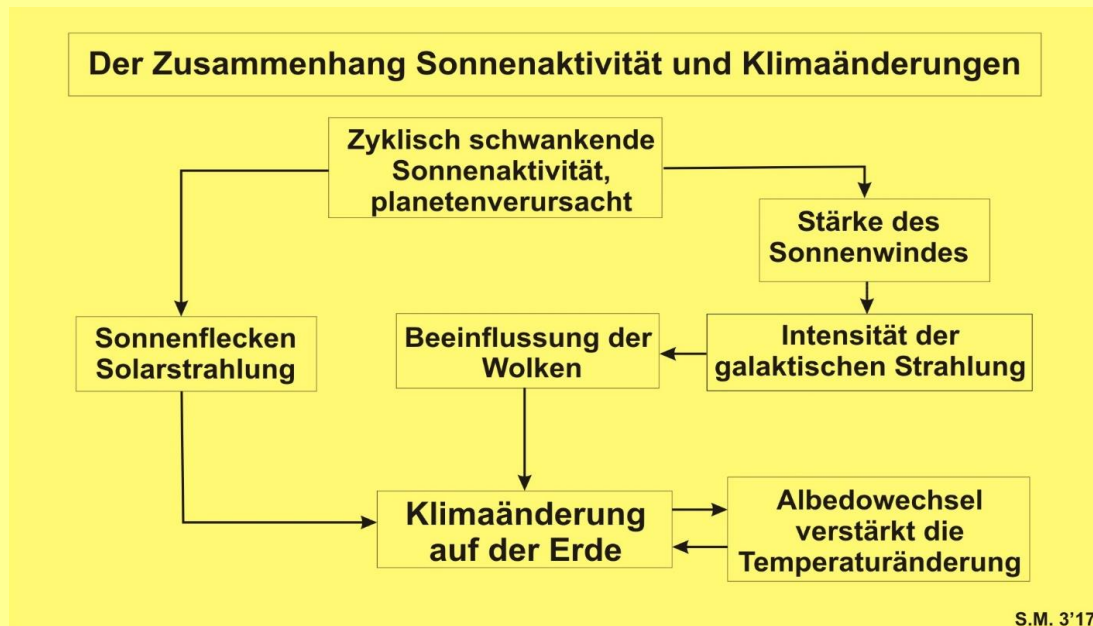 Der Zusammenhang Sonnenaktivität und Klimaänderungen
Zyklisch schwankende
Sonnenaktivität,
planetenverursacht
Stärke des
Sonnenwindes
Sonnenflecken
Solarstrahlung
Beeinflussung der
Wolken
Intensität der
galaktischen Strahlung
Klimaänderung
auf der Erde
Albedowechsel
verstärkt die
Temperaturänderung
S.M. 3'17